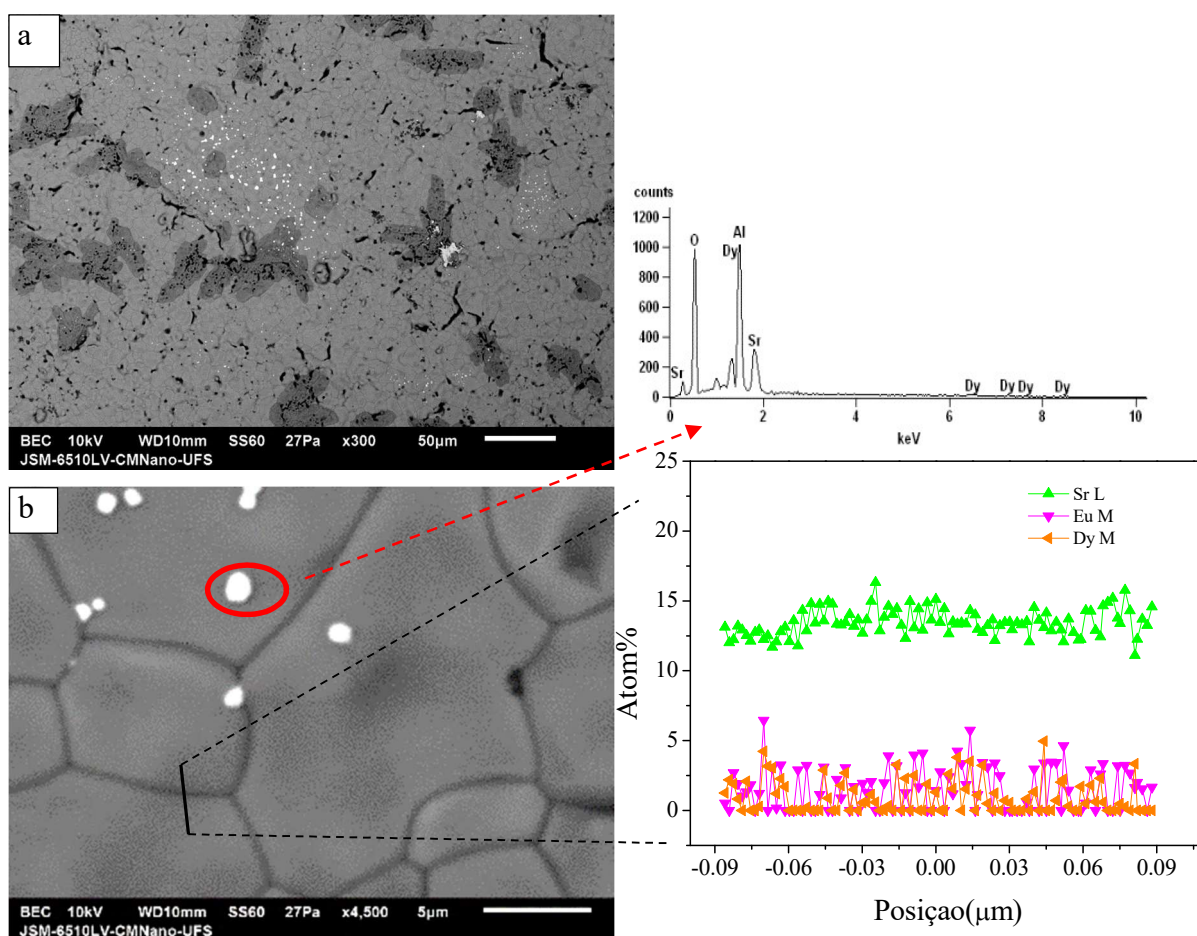 a
BEC 10kV WD10mm SS60 27Pa x300 50µm
JSM-6510LV-CMNano-UFS
counts
1200
1000
800
600
400
200
0
O
Al
Dy
Sr
Sr
Dy
Dy
Dy
Dy
0 2 4 6 8 10
keV
b
BEC 10kV WD10mm SS60 27Pa x4,500 5µm
JSM-6510LV-CMNano-UFS
25
20
15
10
5
0
Atom%
Sr L
Eu M
Dy M
-0.09 -0.06 -0.03 0.00 0.03 0.06 0.09
Posiçao(µm)